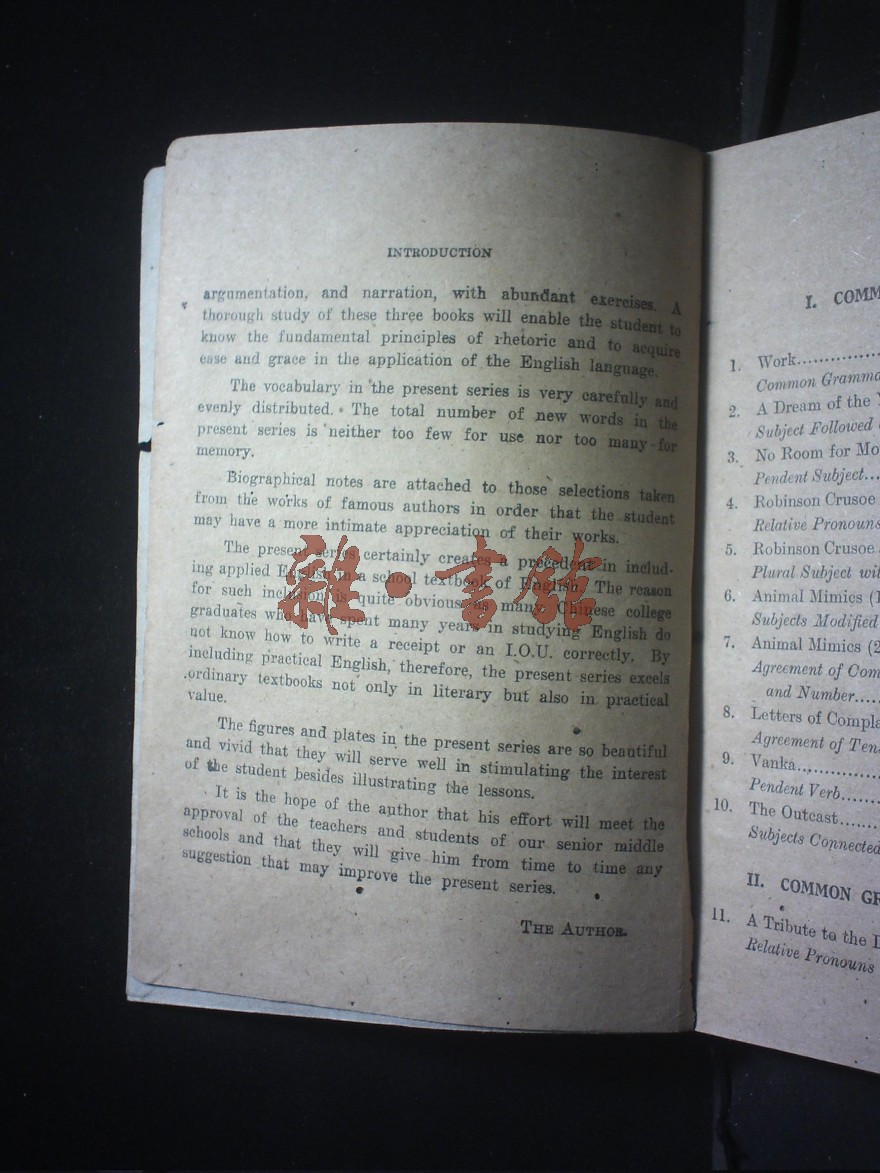 INTRODUCTION
argumentation, and narration, with abundant exercises. A
thorough study of these three books will enable the student to
know the fundamental principles of rhetoric and to acquire
ease and grace in the application of the English language.
The vocabulary in the present series is very carefully and
evenly distributed. The total number of new words in the
present series is neither too few for use nor too many for
memory.
Biographical notes are attached to those selections taken
from the works of famous authors in order that the student
may have a more intimate appreciation of their works.
The present series certainly creates a precedent in includ-
ing applied English in a school textbook of English. The reason
for such inclusion is quite obvious as many Chinese college
graduates who have spent many years in studying English do
not know how to write a receipt or an I.O.U. correctly. By
including practical English, therefore, the present series excels
ordinary textbooks not only in literary but also in practical
value.
The figures and plates in the present series are so beautiful
and vivid that they will serve well in stimulating the interest
of the student besides illustrating the lessons.
It is the hope of the author that his effort will meet the
approval of the teachers and students of our senior middle
schools and that they will give him from time to time any
suggestion that may improve the present series.
THE AUTHOR.
雜·書館
I. COMM
1. Work
Common Gramma
2. A Dream of the
Subject Followed
3. No Room for Mo
Pendent Subject
4. Robinson Crusoe
Relative Pronouns
5. Robinson Crusoe
Plural Subject wi
6. Animal Mimics (1
Subjects Modified
7. Animal Mimics (2
Agreement of Com
and Number
8. Letters of Compla
Agreement of Ten
9. Vanka
Pendent Verb
10. The Outcast
Subjects Connected
II. COMMON GR
11. A Tribute to the
Relative Pronouns